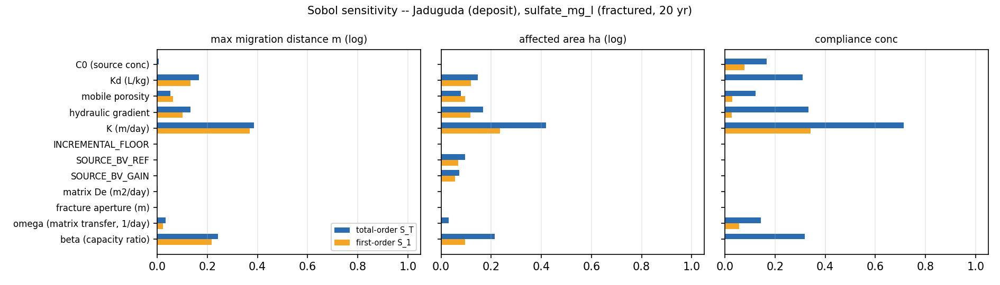 Sobol sensitivity -- Jaduguda (deposit), sulfate_mg_l (fractured, 20 yr)
max migration distance m (log)
affected area ha (log)
compliance conc
C0 (source conc)
Kd (L/kg)
mobile porosity
hydraulic gradient
K (m/day)
INCREMENTAL_FLOOR
SOURCE_BV_REF
SOURCE_BV_GAIN
matrix De (m2/day)
fracture aperture (m)
omega (matrix transfer, 1/day)
beta (capacity ratio)
total-order S_T
first-order S_1
0.0 0.2 0.4 0.6 0.8 1.0
0.0 0.2 0.4 0.6 0.8 1.0
0.0 0.2 0.4 0.6 0.8 1.0